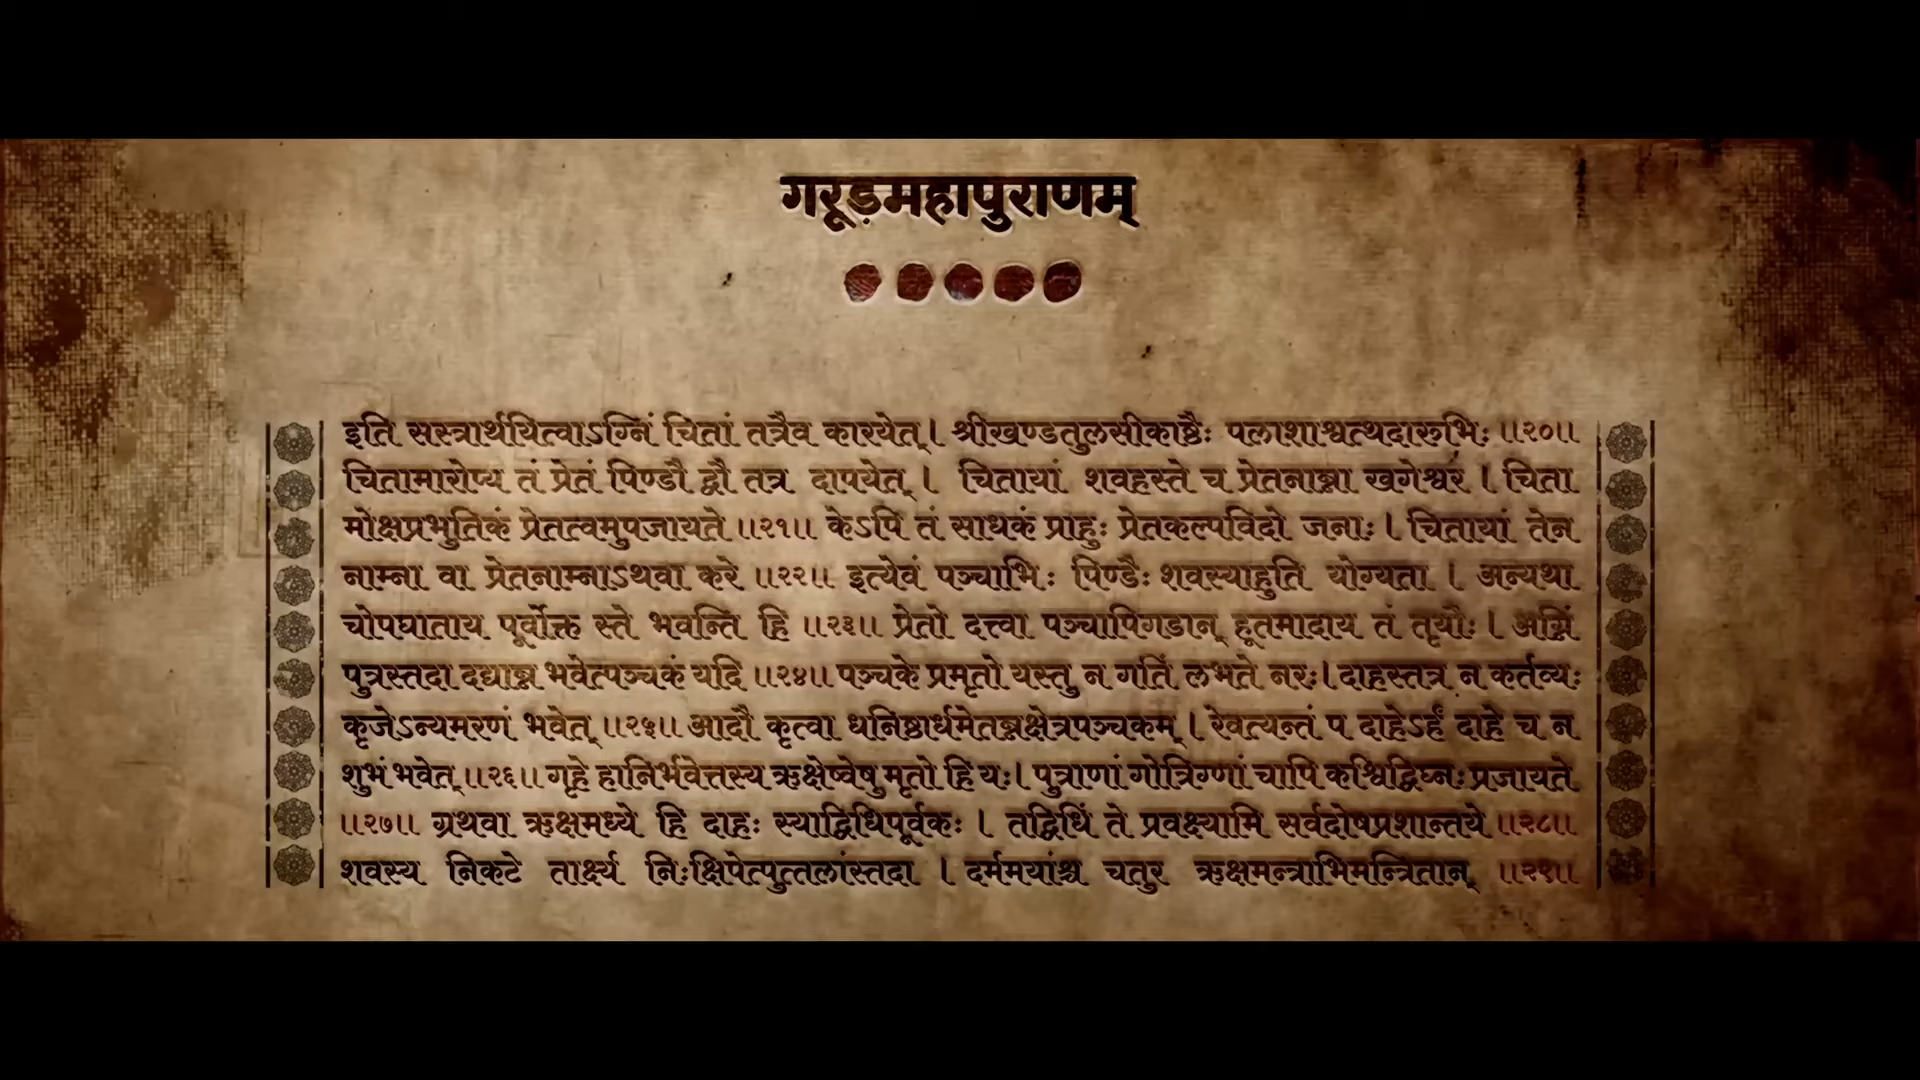 गरूड़महापुराणम्
इति सस्त्रार्थयित्वाऽग्निं चितां तत्रैव कारयेत् । श्रीखण्डतुलसीकाष्ठैः पलाशाश्वत्थदारुभिः ॥२०॥
चितामारोप्य तं प्रेतं पिण्डौ द्वौ तत्र दापयेत् । चितायां शवहस्ते च प्रेतनाम्ना खगेश्वर । चिता
मोक्षप्रभुतिकं प्रेतत्वमुपजायते ॥२१॥ केऽपि तं साधकं प्राहुः प्रेतकल्पविदो जनाः । चितायां तेन
नाम्ना वा प्रेतनाम्नाऽथवा करे ॥२२॥ इत्येवं पञ्चाभिः पिण्डैः शवस्याहुति योग्यता । अन्यथा
चोपघाताय पूर्वोक्त स्ते भवन्ति हि ॥२३॥ प्रेतो दत्त्वा पञ्चापिगडान् हूतमादाय तं तृयौः । अग्निं
पुत्रस्तदा दद्यान्न भवेत्पञ्चकं यदि ॥२४॥ पञ्चके प्रमृतो यस्तु न गतिं लभते नरः । दाहस्तत्र न कर्तव्यः
कृजेऽन्यमरणं भवेत् ॥२५॥ आदौ कृत्वा धनिष्ठार्धमेतन्नक्षेत्रपञ्चकम् । रेवत्यन्तं प दाहेऽर्हं दाहे च न
शुभं भवेत् ॥२६॥ गृहे हानिर्भवेत्तस्य ऋक्षेष्वेषु मृतो हि यः । पुत्राणां गोत्रिग्णां चापि कश्विद्विघ्नः प्रजायते
॥२७॥ ग्रथवा ऋक्षमध्ये हि दाहः स्याद्विधिपूर्वकः । तद्विधिं ते प्रवक्ष्यामि सर्वदोषप्रशान्तये ॥२८॥
शवस्य निकटे तार्क्ष्य निःक्षिपेत्पुत्तलांस्तदा । दर्ममयांश्च चतुर ऋक्षमन्त्राभिमन्त्रितान् ॥२९॥